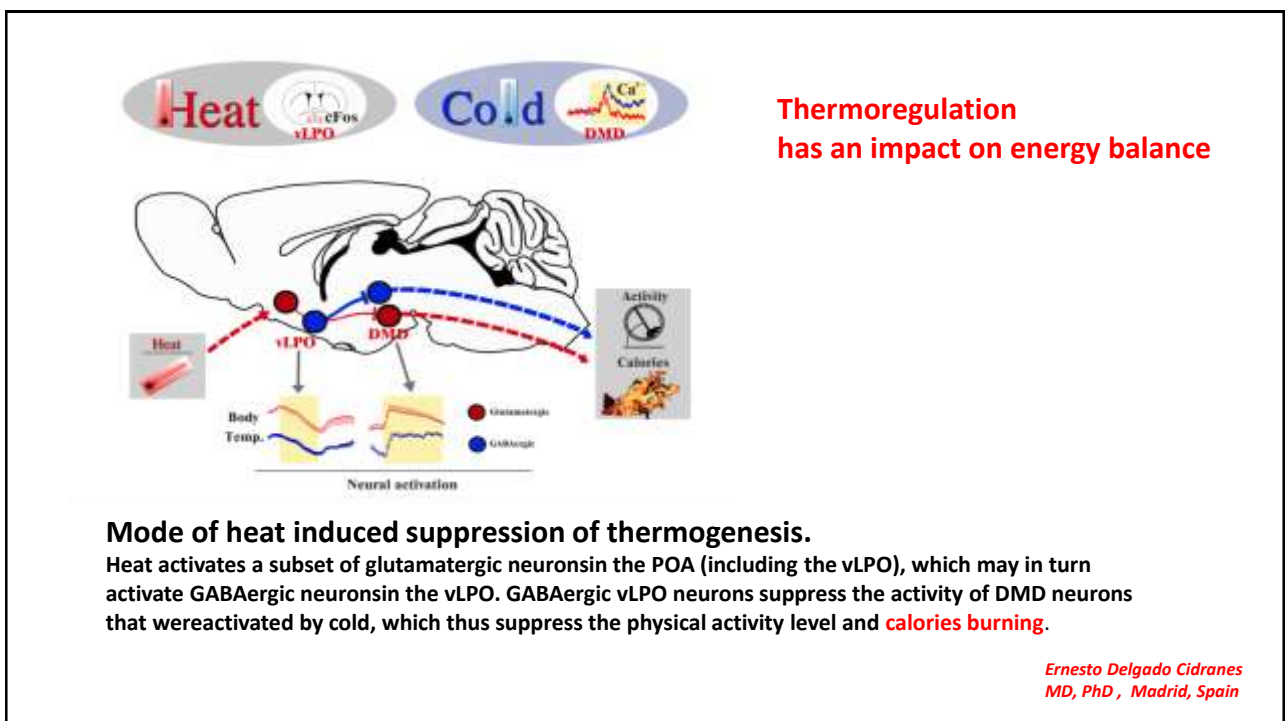 Heat
cFos
vLPO
Cold
Ca
DMD
Thermoregulation
has an impact on energy balance
Activity
Calories
Heat
vLPO
DMD
Body
Temp.
Glutamatergic
GABAergic
Neural activation
Mode of heat induced suppression of thermogenesis.
Heat activates a subset of glutamatergic neuronsin the POA (including the vLPO), which may in turn
activate GABAergic neuronsin the vLPO. GABAergic vLPO neurons suppress the activity of DMD neurons
that wereactivated by cold, which thus suppress the physical activity level and calories burning.
Ernesto Delgado Cidranes
MD, PhD , Madrid, Spain